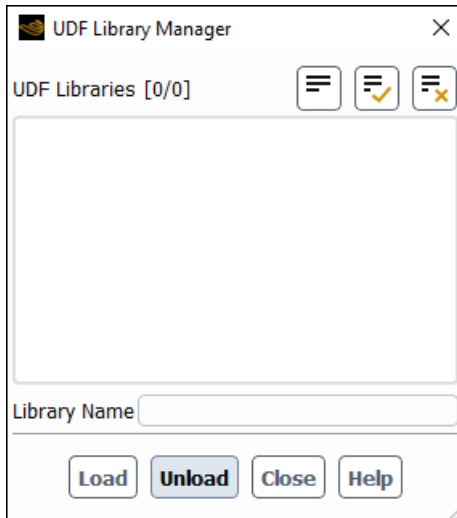 UDF Library Manager
UDF Libraries [0/0]
Library Name
Load Unload Close Help